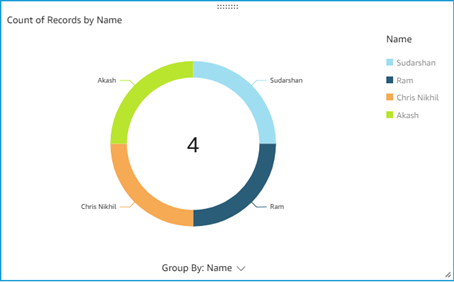 Count of Records by Name
Name
Sudarshan
Ram
Chris Nikhil
Akash
Akash
Sudarshan
4
Chris Nikhil
Ram
Group By: Name